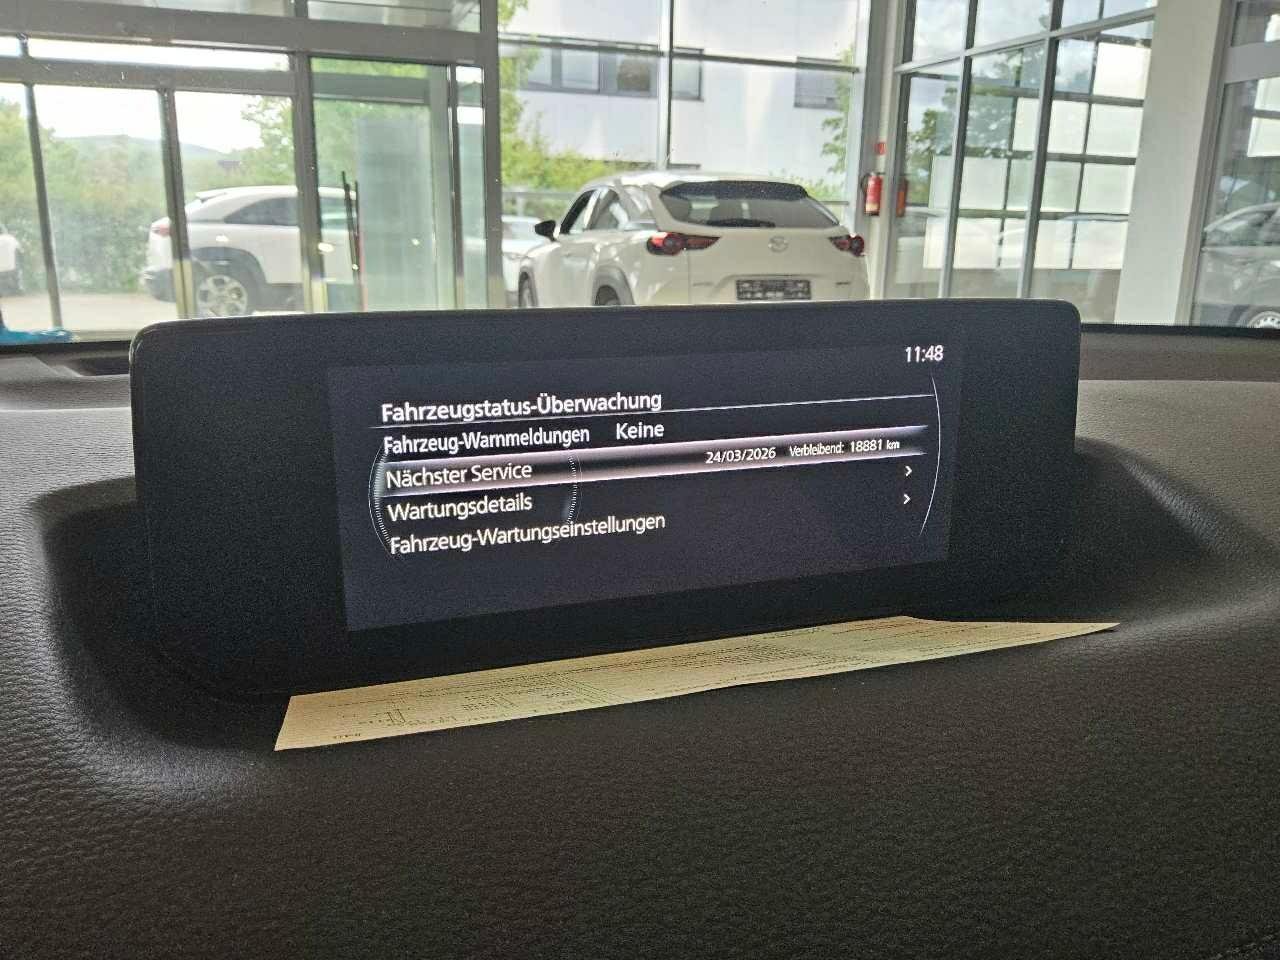 11:48
Fahrzeugstatus-Überwachung
Fahrzeug-Warnmeldungen Keine
Nächster Service 24/03/2026 Verbleibend: 18881 km
Wartungsdetails
Fahrzeug-Wartungseinstellungen